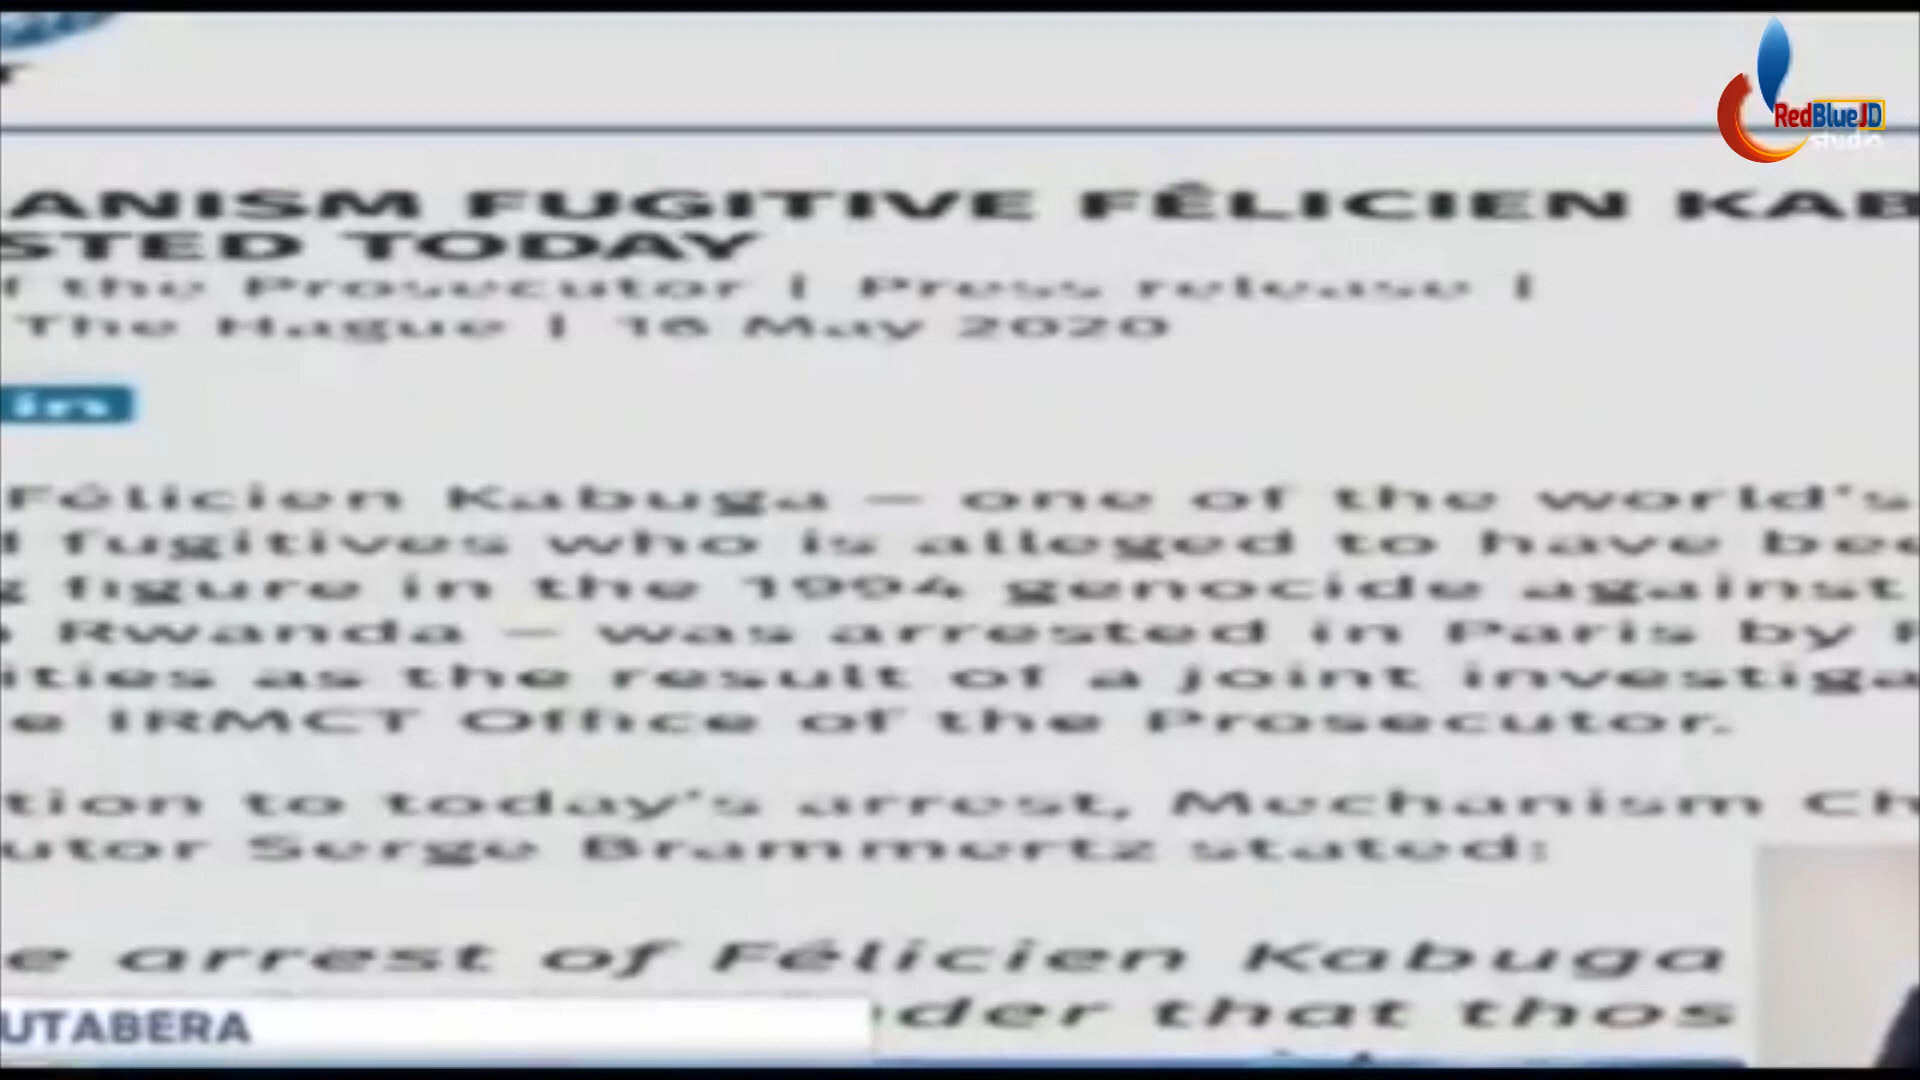 RedBlueJD
studio
ANISM FUGITIVE FÉLICIEN KAB
STED TODAY
f the Prosecutor | Press release |
The Hague | 16 May 2020
in
Félicien Kabuga – one of the world's
d fugitives who is alleged to have bee
g figure in the 1994 genocide against
Rwanda – was arrested in Paris by F
ities as the result of a joint investiga
e IRMCT Office of the Prosecutor.
tion to today's arrest, Mechanism Ch
utor Serge Brammertz stated:
e arrest of Félicien Kabuga
nder that thos
UTABERA